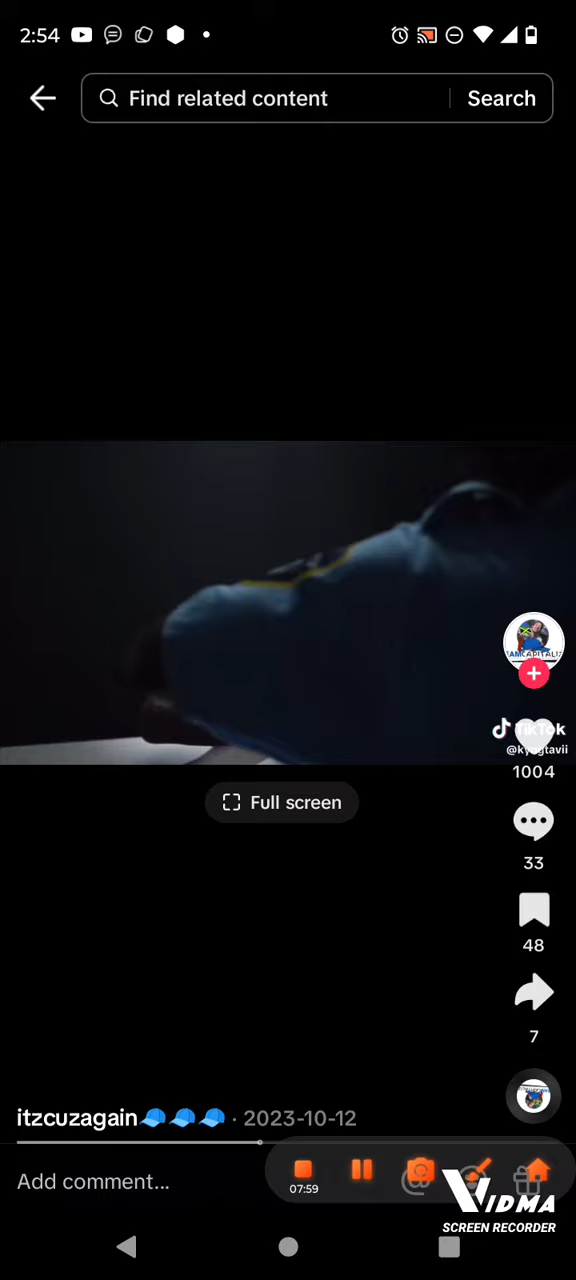 2:54
Find related content
Search
TikTok
@kyngtavii
1004
Full screen
33
48
7
itzcuzagain🧢🧢🧢 · 2023-10-12
Add comment...
07:59
VIDMA
SCREEN RECORDER